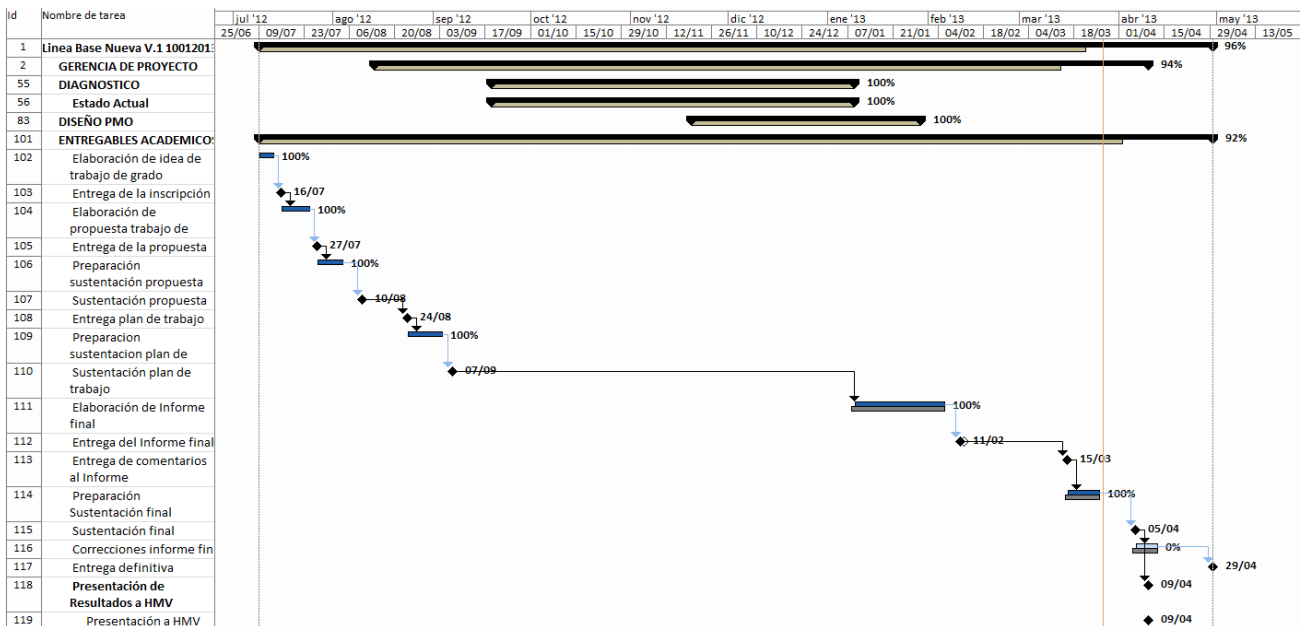 Id Nombre de tarea
jul '12 ago '12 sep '12 oct '12 nov '12 dic '12 ene '13 feb '13 mar '13 abr '13 may '13
25/06 09/07 23/07 06/08 20/08 03/09 17/09 01/10 15/10 29/10 12/11 26/11 10/12 24/12 07/01 21/01 04/02 18/02 04/03 18/03 01/04 15/04 29/04 13/05
1 Linea Base Nueva V.1 1001201 96%
2 GERENCIA DE PROYECTO 94%
55 DIAGNOSTICO 100%
56 Estado Actual 100%
83 DISEÑO PMO 100%
101 ENTREGABLES ACADEMICOS 92%
102 Elaboración de idea de 100%
trabajo de grado
103 Entrega de la inscripción 16/07
104 Elaboración de 100%
propuesta trabajo de
105 Entrega de la propuesta 27/07
106 Preparación 100%
sustentación propuesta
107 Sustentación propuesta 10/08
108 Entrega plan de trabajo 24/08
109 Preparacion 100%
sustentacion plan de
110 Sustentación plan de 07/09
trabajo
111 Elaboración de Informe 100%
final
112 Entrega del Informe final 11/02
113 Entrega de comentarios 15/03
al Informe
114 Preparación 100%
Sustentación final
115 Sustentación final 05/04
116 Correcciones informe fin 0%
117 Entrega definitiva 29/04
118 Presentación de 09/04
Resultados a HMV
119 Presentación a HMV 09/04